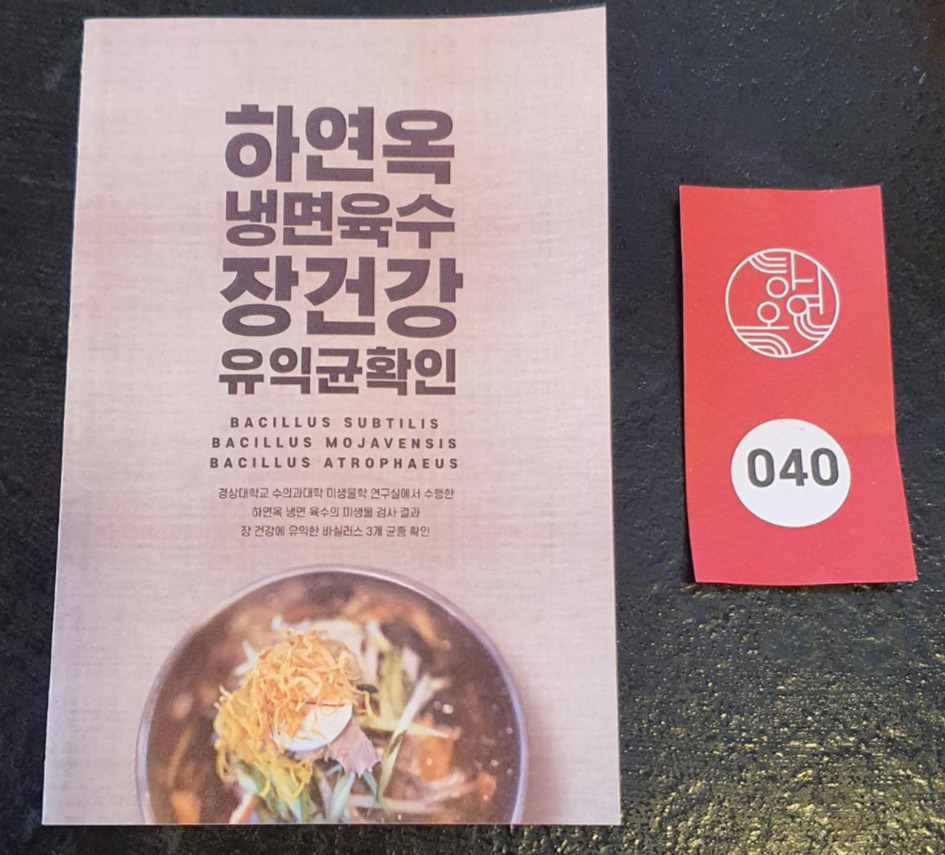 하연옥
냉면육수
장건강
유익균확인
BACILLUS SUBTILIS
BACILLUS MOJAVENSIS
BACILLUS ATROPHAEUS
경상대학교 수의과대학 미생물학 연구실에서 수행한
하연옥 냉면 육수의 미생물 검사 결과
장 건강에 유익한 바실러스 3개 균종 확인
하연옥
040